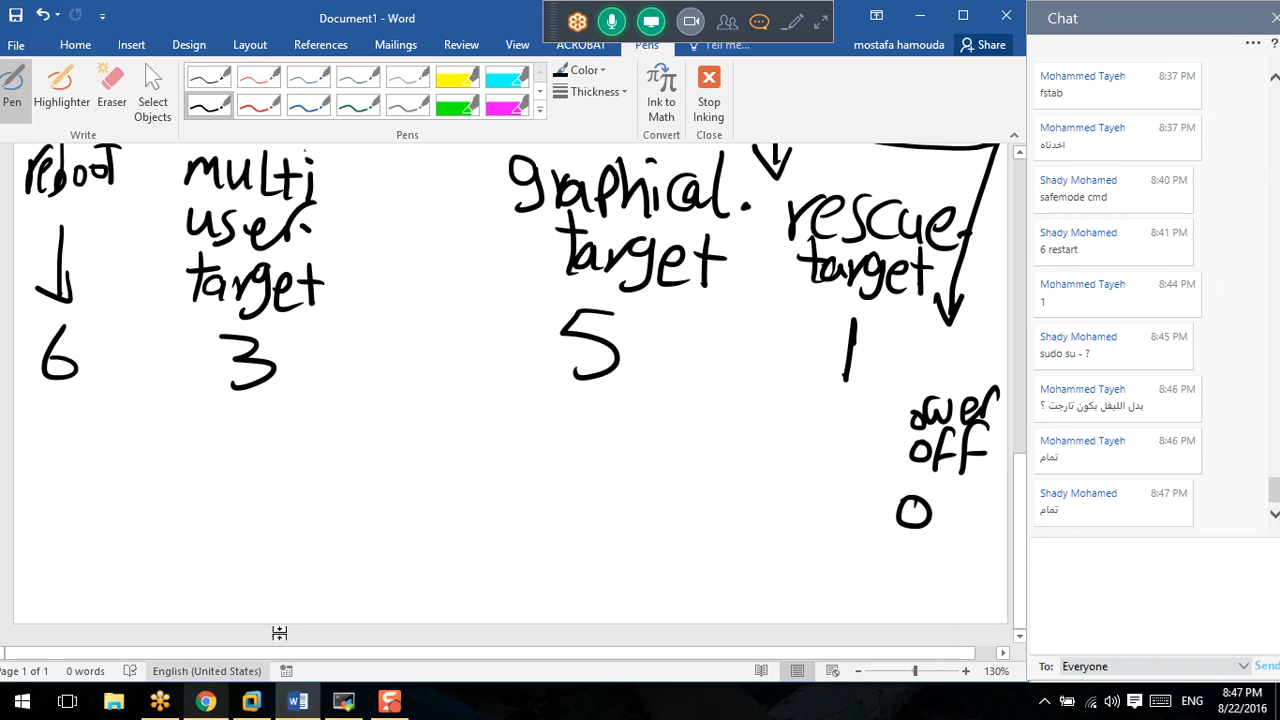 Document1 - Word
File
Home
Insert
Design
Layout
References
Mailings
Review
View
ACROBAT
Pens
Tell me...
mostafa hamouda
Share
Pen
Highlighter
Eraser
Select
Objects
Color
Thickness
Ink to
Math
Stop
Inking
Write
Pens
Convert
Close
reboot
6
multi
user.
target
3
graphical.
target
5
rescue.
target
1
ower
off
0
Page 1 of 1
0 words
English (United States)
130%
Chat
Mohammed Tayeh 8:37 PM
fstab
Mohammed Tayeh 8:37 PM
اخدناه
Shady Mohamed 8:40 PM
safemode cmd
Shady Mohamed 8:41 PM
6 restart
Mohammed Tayeh 8:44 PM
1
Shady Mohamed 8:45 PM
sudo su - ?
Mohammed Tayeh 8:46 PM
بدل الليفل بكون تارجت ؟
Mohammed Tayeh 8:46 PM
تمام
Shady Mohamed 8:47 PM
تمام
To: Everyone
Send
ENG
8:47 PM
8/22/2016